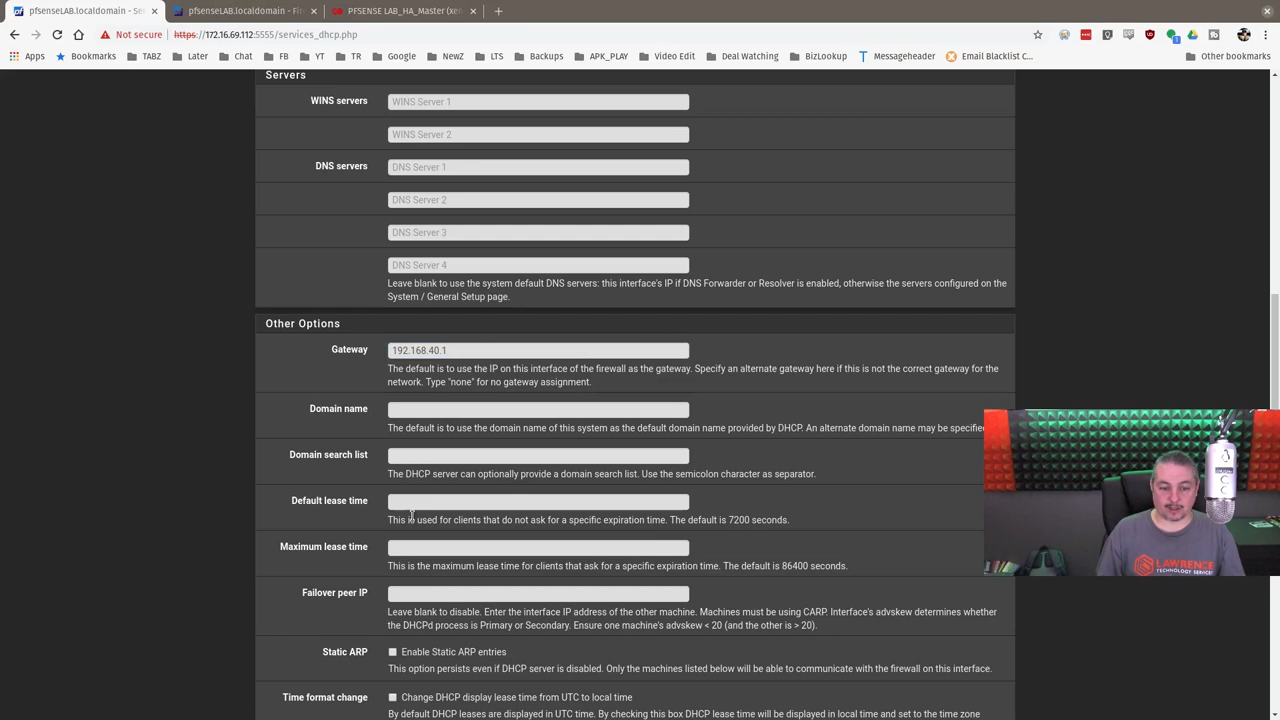 pfsenseLAB.localdomain - Se
pfsenseLAB.localdomain - Fir
PFSENSE LAB_HA_Master (xen
Not secure
https://172.16.69.112:5555/services_dhcp.php
Apps
Bookmarks
TABZ
Later
Chat
FB
YT
TR
Google
NewZ
LTS
Backups
APK_PLAY
Video Edit
Deal Watching
BizLookup
Messageheader
Email Blacklist C...
Other bookmarks
Servers
WINS servers
WINS Server 1
WINS Server 2
DNS servers
DNS Server 1
DNS Server 2
DNS Server 3
DNS Server 4
Leave blank to use the system default DNS servers: this interface's IP if DNS Forwarder or Resolver is enabled, otherwise the servers configured on the
System / General Setup page.
Other Options
Gateway
192.168.40.1
The default is to use the IP on this interface of the firewall as the gateway. Specify an alternate gateway here if this is not the correct gateway for the
network. Type "none" for no gateway assignment.
Domain name
The default is to use the domain name of this system as the default domain name provided by DHCP. An alternate domain name may be specifie
Domain search list
The DHCP server can optionally provide a domain search list. Use the semicolon character as separator.
Default lease time
This is used for clients that do not ask for a specific expiration time. The default is 7200 seconds.
Maximum lease time
This is the maximum lease time for clients that ask for a specific expiration time. The default is 86400 seconds.
Failover peer IP
Leave blank to disable. Enter the interface IP address of the other machine. Machines must be using CARP. Interface's advskew determines whether
the DHCPd process is Primary or Secondary. Ensure one machine's advskew < 20 (and the other is > 20).
Static ARP
Enable Static ARP entries
This option persists even if DHCP server is disabled. Only the machines listed below will be able to communicate with the firewall on this interface.
Time format change
Change DHCP display lease time from UTC to local time
By default DHCP leases are displayed in UTC time. By checking this box DHCP lease time will be displayed in local time and set to the time zone
LAWRENCE
TECHNOLOGY SERVICES